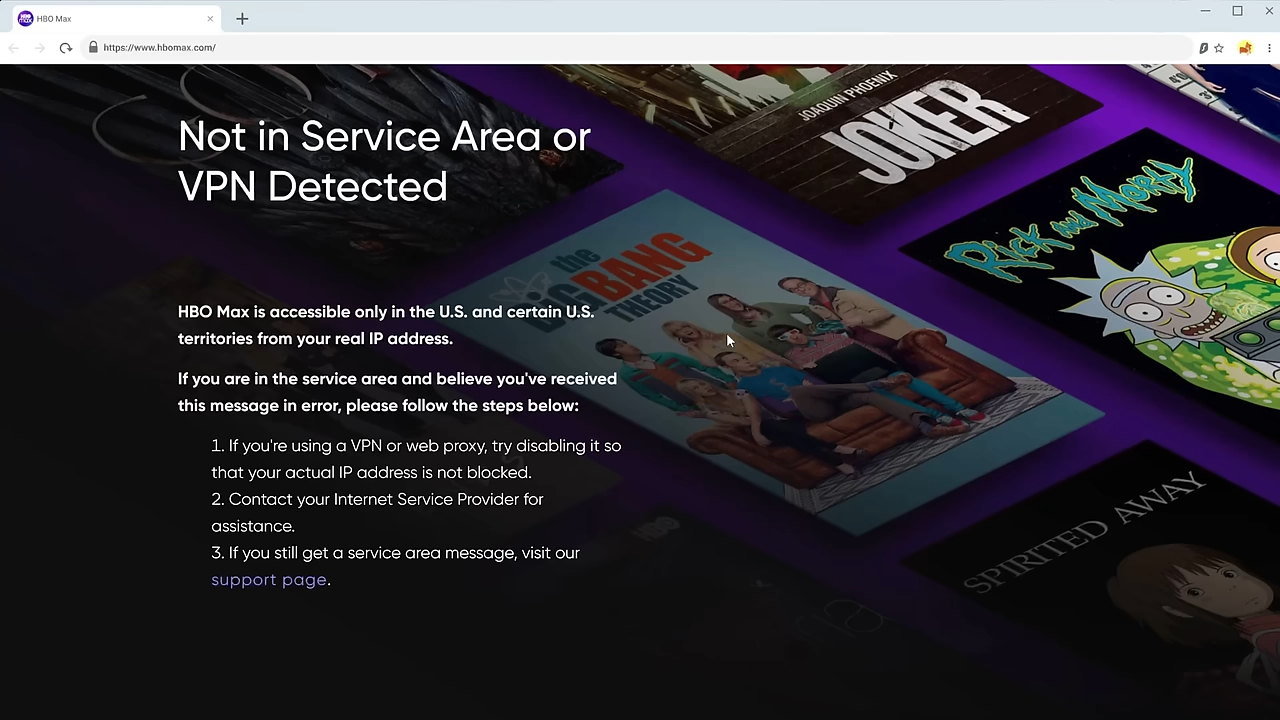 HBO Max
https://www.hbomax.com/
Not in Service Area or
VPN Detected
HBO Max is accessible only in the U.S. and certain U.S.
territories from your real IP address.
If you are in the service area and believe you've received
this message in error, please follow the steps below:
1. If you're using a VPN or web proxy, try disabling it so
that your actual IP address is not blocked.
2. Contact your Internet Service Provider for
assistance.
3. If you still get a service area message, visit our
support page.
JOAQUIN PHOENIX
JOKER
Rick and Morty
the
BIG BANG
THEORY
HBO
SPIRITED AWAY